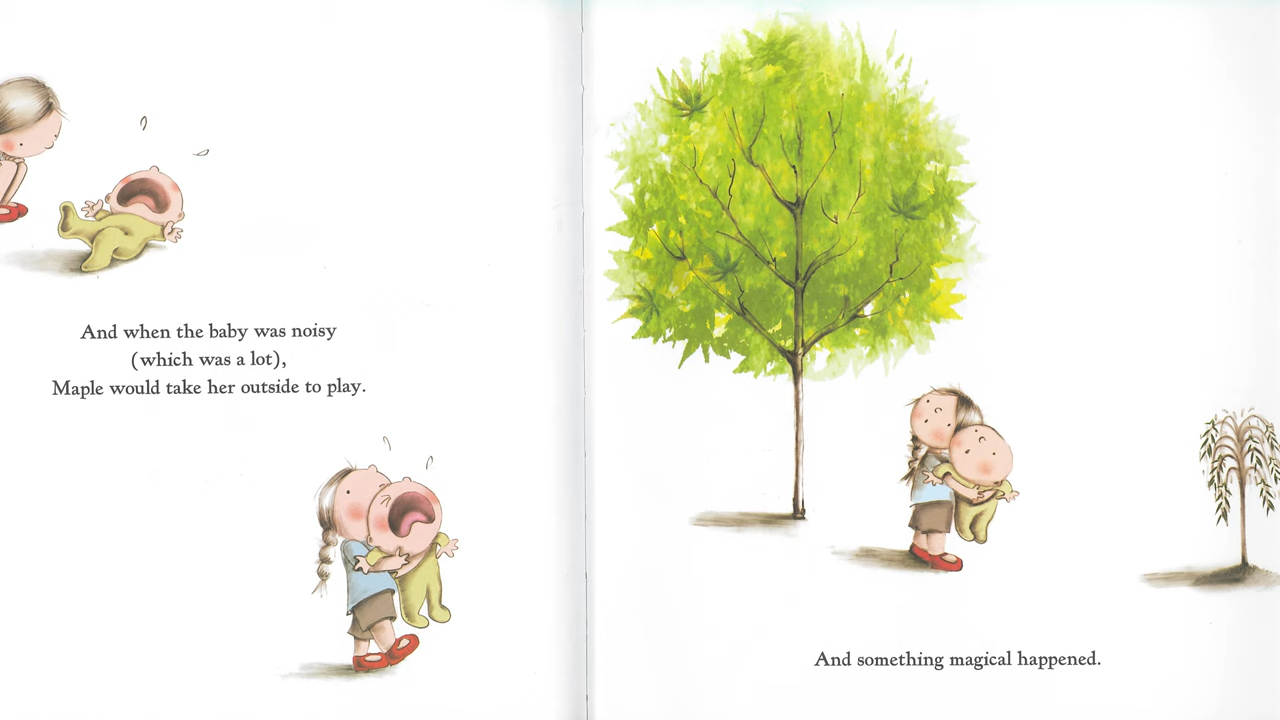 And when the baby was noisy
(which was a lot),
Maple would take her outside to play.
And something magical happened.